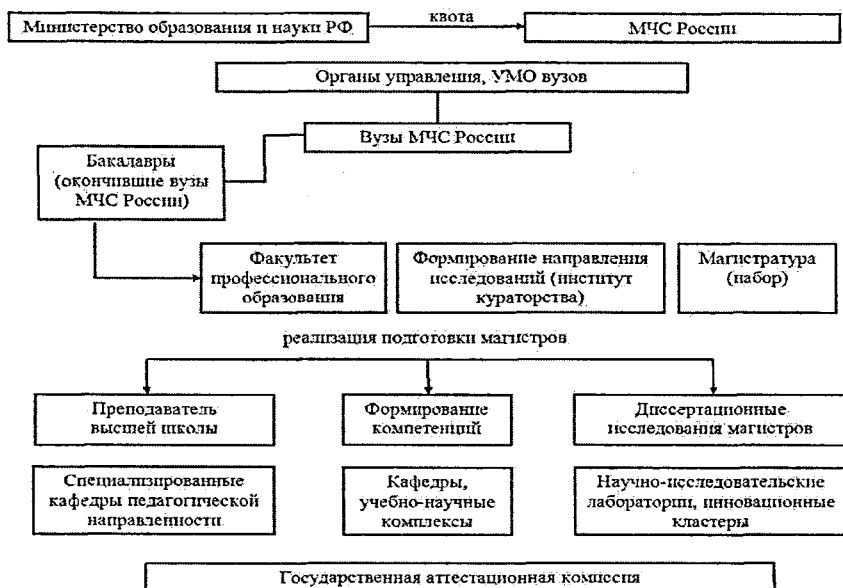 Министерство образования и науки РФ
квота
МЧС России
Органы управления, УМО вузов
Вузы МЧС России
Бакалавры
(окончившие вузы
МЧС России)
Факультет
профессионального
образования
Формирование направления
исследований (институт
кураторства)
Магистратура
(набор)
реализация подготовки магистров
Преподаватель
высшей школы
Формирование
компетенций
Диссертационные
исследования магистров
Специализированные
кафедры педагогической
направленности
Кафедры,
учебно-научные
комплексы
Научно-исследовательские
лаборатории, инновационные
кластеры
Государственная аттестационная комиссия